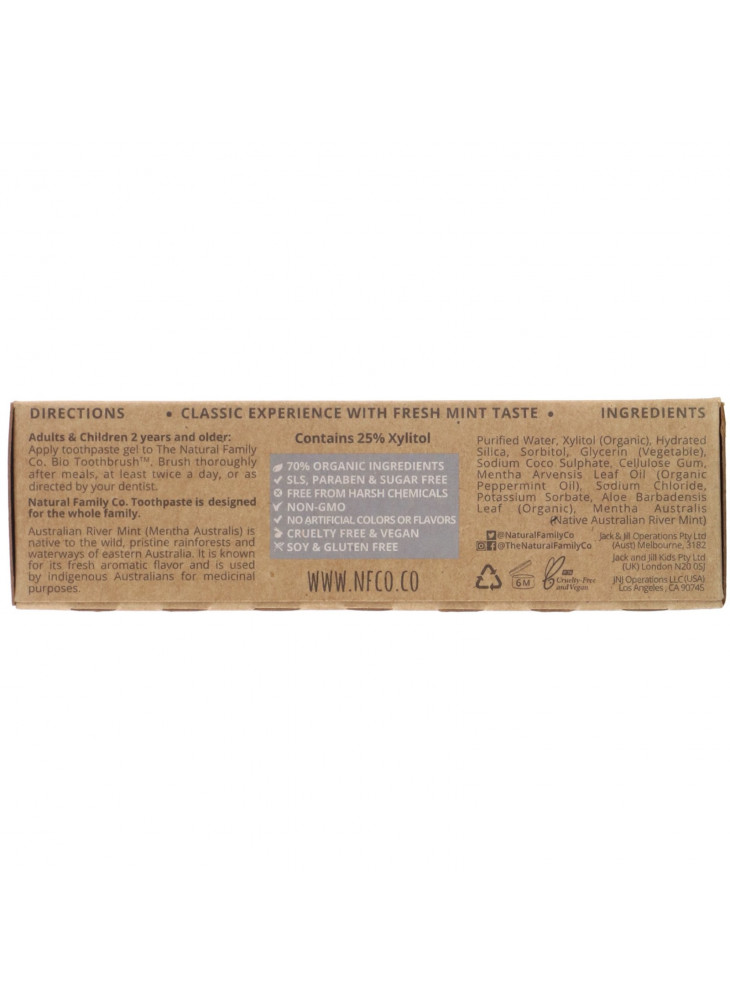 DIRECTIONS
Adults & Children 2 years and older:
Apply toothpaste gel to The Natural Family
Co. Bio Toothbrush™. Brush thoroughly
after meals, at least twice a day, or as
directed by your dentist.
Natural Family Co. Toothpaste is designed
for the whole family.
Australian River Mint (Mentha Australis) is
native to the wild, pristine rainforests and
waterways of eastern Australia. It is known
for its fresh aromatic flavor and is used
by indigenous Australians for medicinal
purposes.
• CLASSIC EXPERIENCE WITH FRESH MINT TASTE •
Contains 25% Xylitol
70% ORGANIC INGREDIENTS
SLS, PARABEN & SUGAR FREE
FREE FROM HARSH CHEMICALS
NON-GMO
NO ARTIFICIAL COLORS OR FLAVORS
CRUELTY FREE & VEGAN
SOY & GLUTEN FREE
WWW.NFCO.CO
INGREDIENTS
Purified Water, Xylitol (Organic), Hydrated
Silica, Sorbitol, Glycerin (Vegetable),
Sodium Coco Sulphate, Cellulose Gum,
Mentha Arvensis Leaf Oil (Organic
Peppermint Oil), Sodium Chloride,
Potassium Sorbate, Aloe Barbadensis
Leaf (Organic), Mentha Australis
(Native Australian River Mint)
@NaturalFamilyCo
@TheNaturalFamilyCo
6M
Cruelty-Free
and Vegan
Jack & Jill Operations Pty Ltd
(Aust) Melbourne, 3182
Jack and Jill Kids Pty Ltd.
(UK) London N20 0SJ
JNJ Operations LLC (USA)
Los Angeles , CA 90745